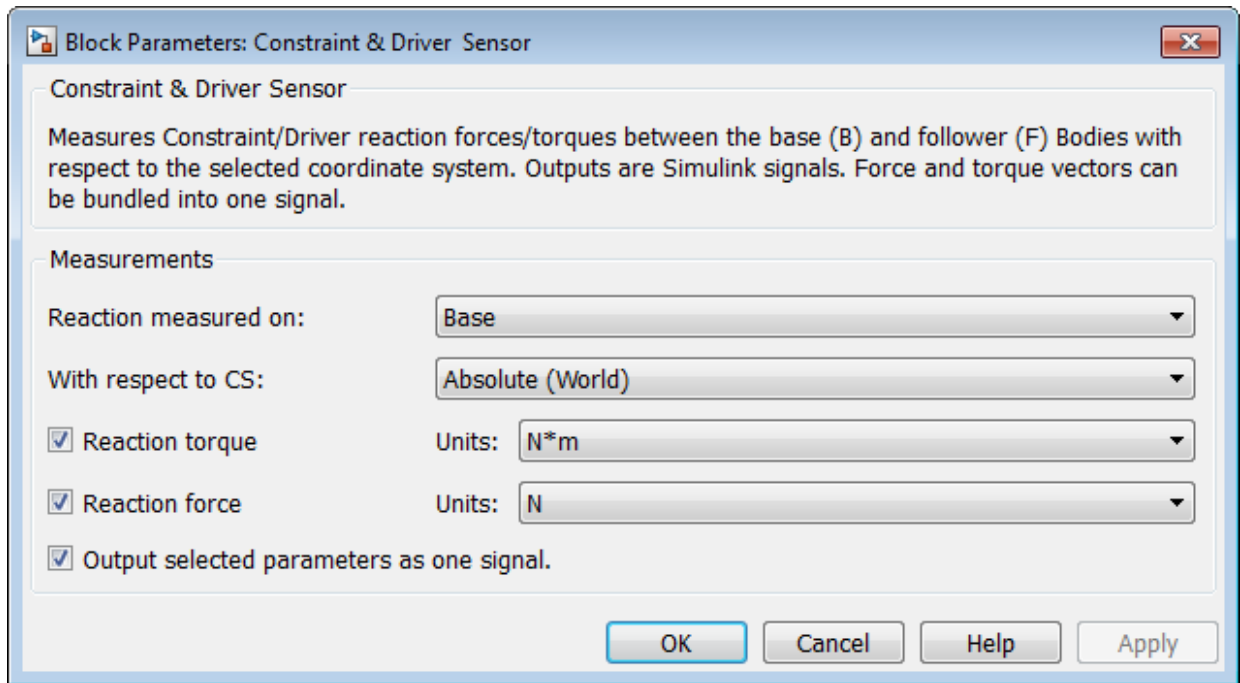 Block Parameters: Constraint & Driver Sensor
Constraint & Driver Sensor
Measures Constraint/Driver reaction forces/torques between the base (B) and follower (F) Bodies with
respect to the selected coordinate system. Outputs are Simulink signals. Force and torque vectors can
be bundled into one signal.
Measurements
Reaction measured on: Base
With respect to CS: Absolute (World)
Reaction torque Units: N*m
Reaction force Units: N
Output selected parameters as one signal.
OK Cancel Help Apply